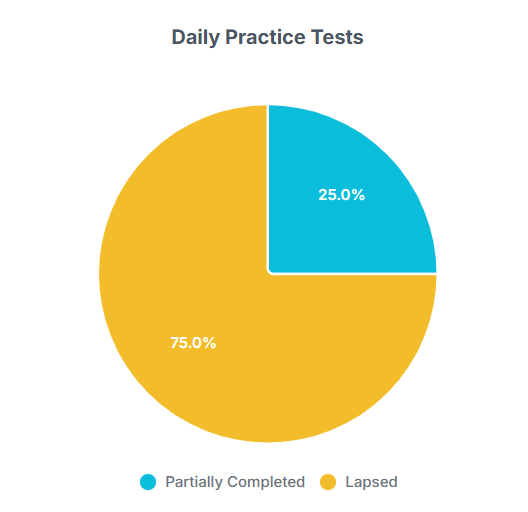 Daily Practice Tests
25.0%
75.0%
Partially Completed Lapsed